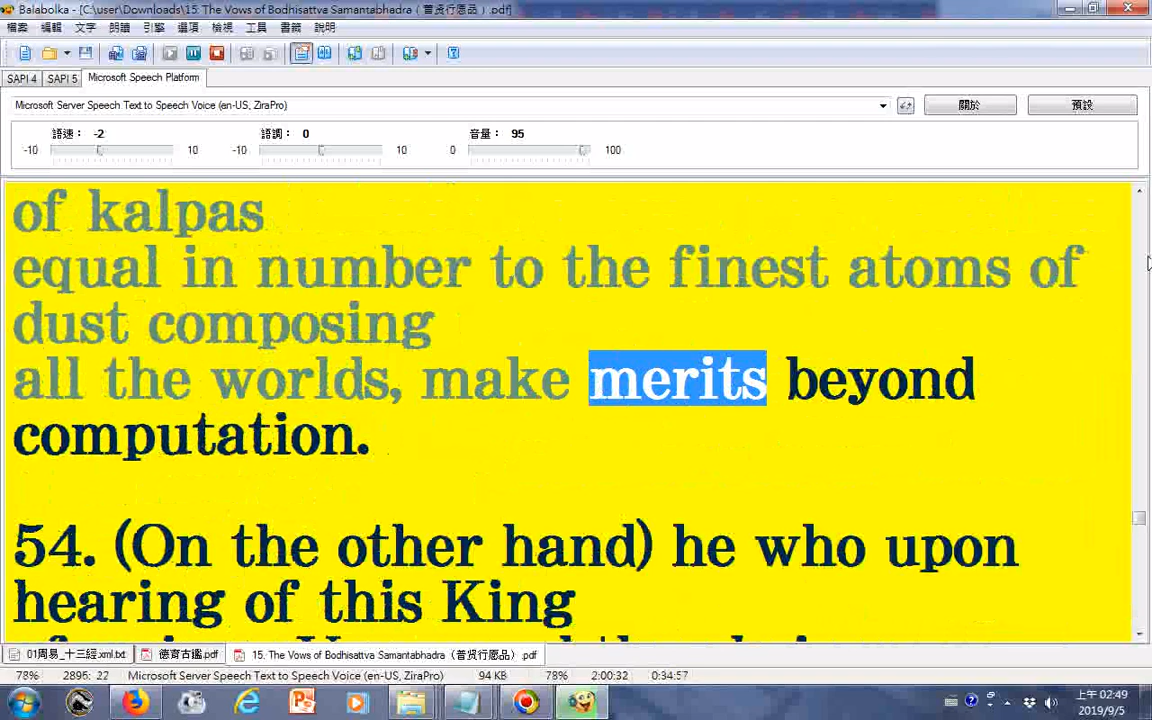 Balabolka - [C:\user\Downloads\15. The Vows of Bodhisattva Samantabhadra（普賢行愿品）.pdf]
檔案 編輯 文字 朗讀 引擎 選項 檢視 工具 書籤 說明
SAPI 4 SAPI 5 Microsoft Speech Platform
Microsoft Server Speech Text to Speech Voice (en-US, ZiraPro) 關於 預設
語速： -2 語調： 0 音量： 95
-10 10 -10 10 0 100
of kalpas
equal in number to the finest atoms of
dust composing
all the worlds, make merits beyond
computation.
54. (On the other hand) he who upon
hearing of this King
01周易_十三經.xml.txt 德育古鑑.pdf 15. The Vows of Bodhisattva Samantabhadra（普賢行愿品）.pdf
78% 2895: 22 Microsoft Server Speech Text to Speech Voice (en-US, ZiraPro) 78% 94 KB 2:00:32 0:34:57
上午 02:49
2019/9/5